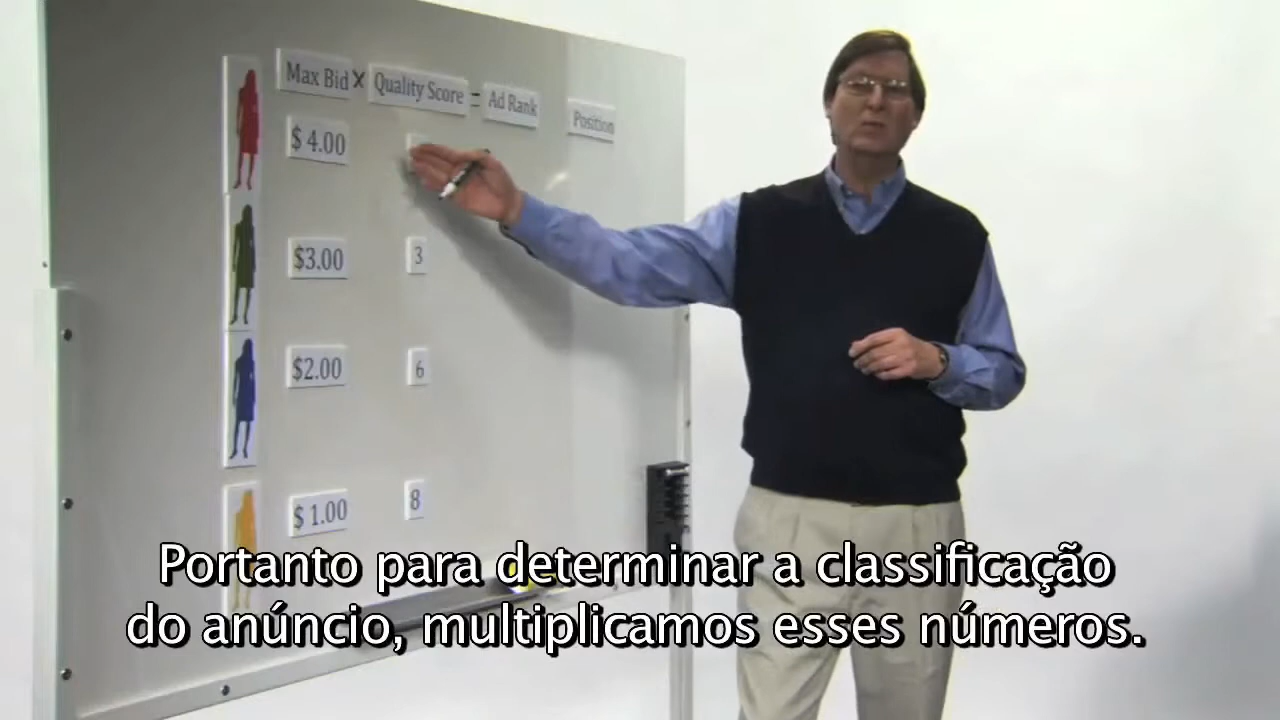 Max Bid × Quality Score = Ad Rank Position
$ 4.00
$3.00 3
$2.00 6
$ 1.00 8
Portanto para determinar a classificação
do anúncio, multiplicamos esses números.